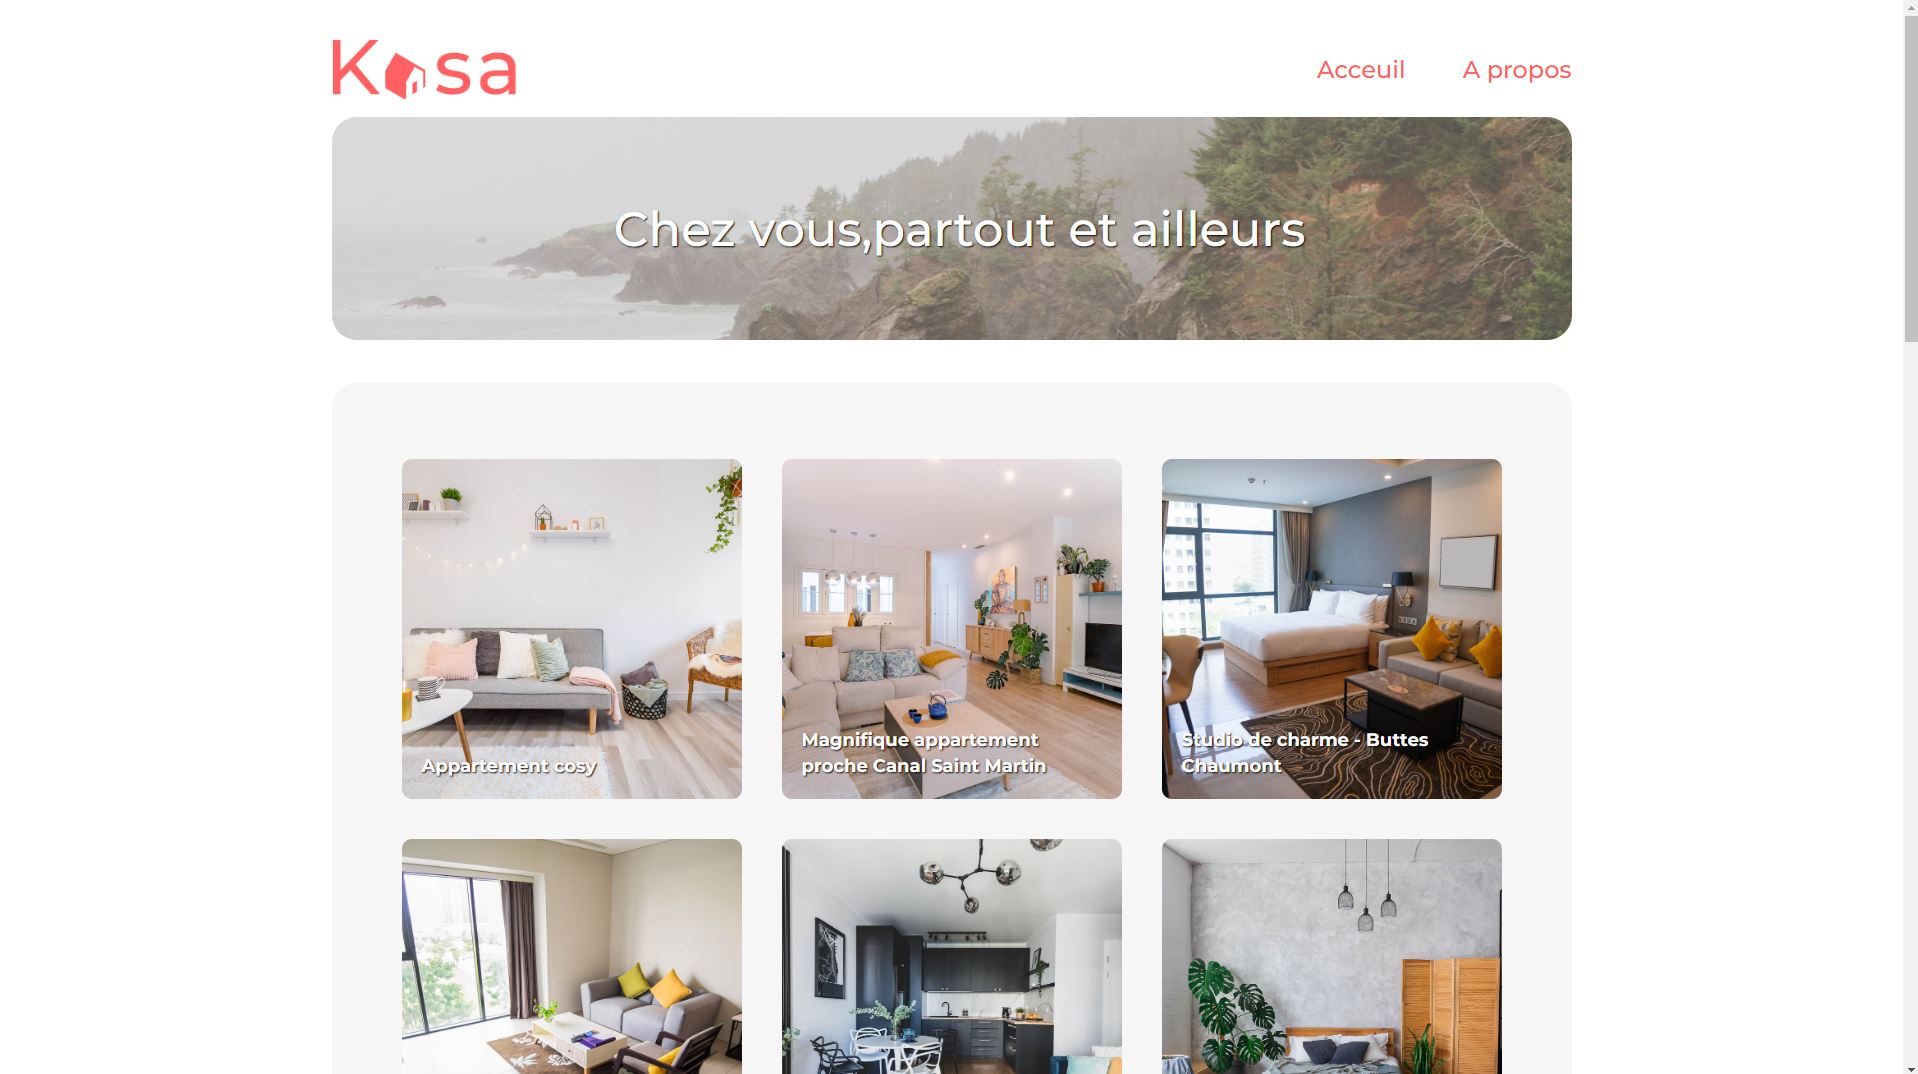 Kasa
Acceuil
A propos
Chez vous,partout et ailleurs
Appartement cosy
Magnifique appartement
proche Canal Saint Martin
Studio de charme - Buttes
Chaumont